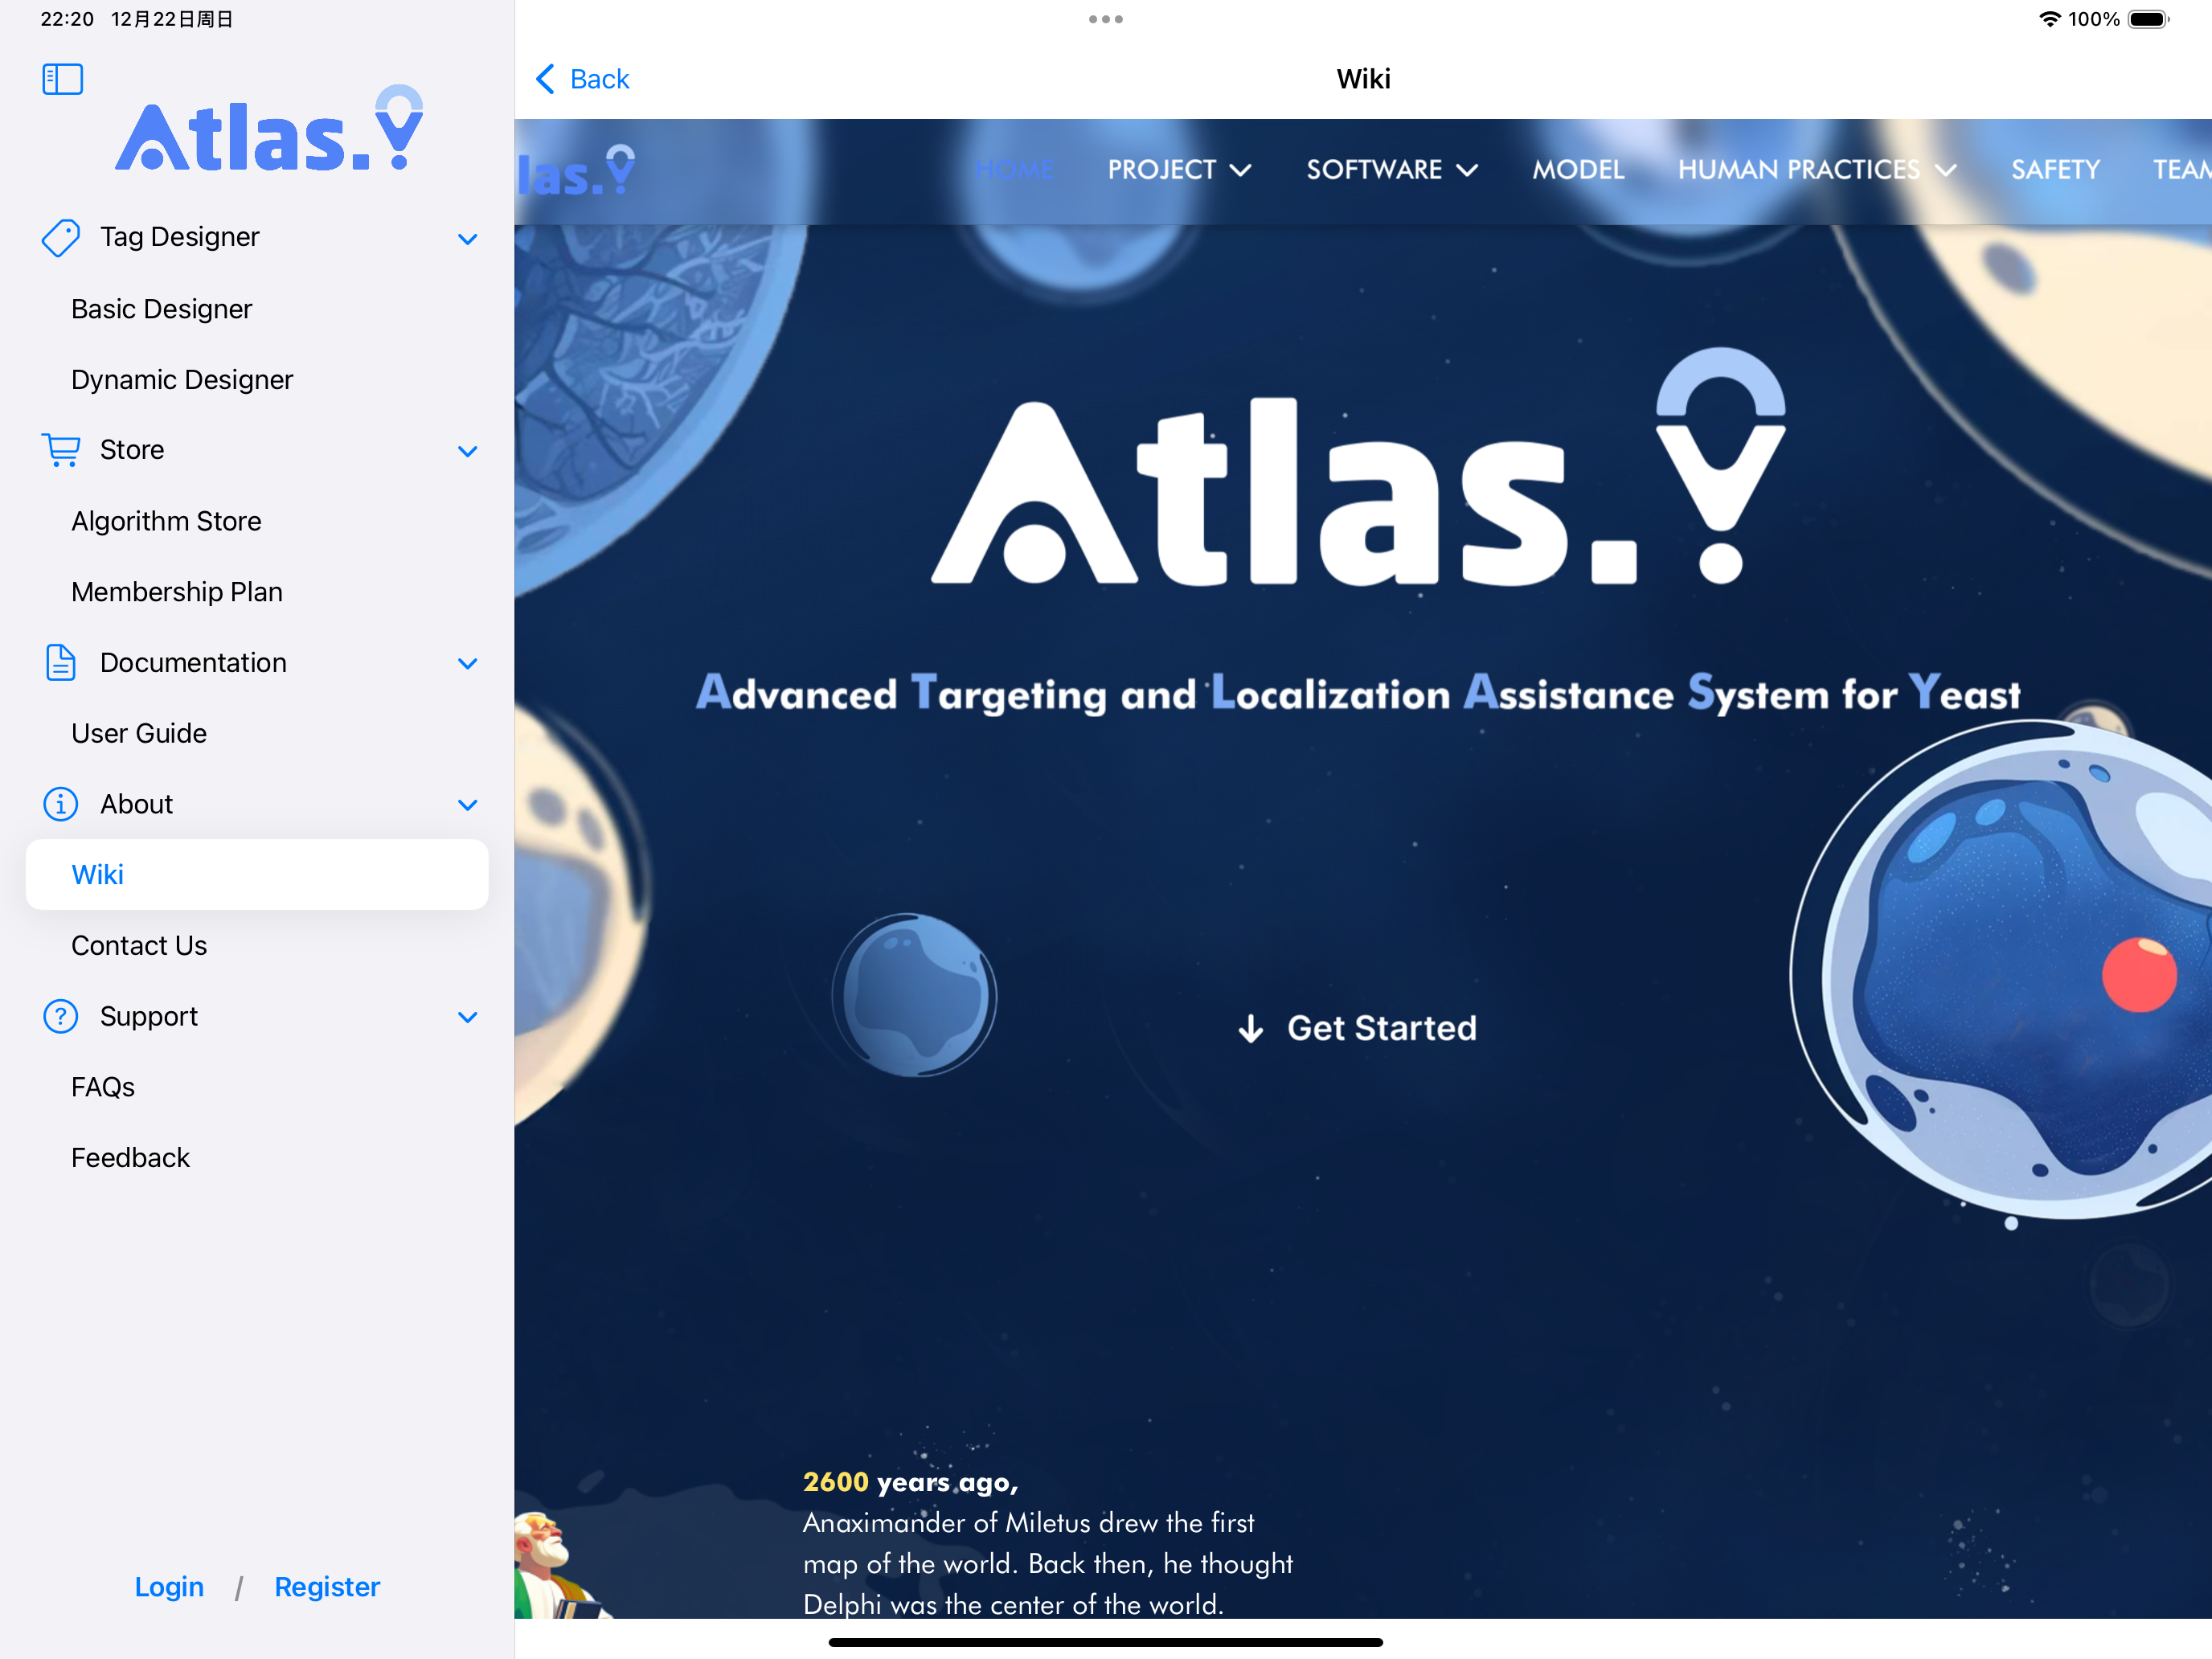 22:20 12月22日周日
100%
Atlas.Y
Tag Designer
Basic Designer
Dynamic Designer
Store
Algorithm Store
Membership Plan
Documentation
User Guide
About
Wiki
Contact Us
Support
FAQs
Feedback
Login / Register
Back
Wiki
las.Y
HOME PROJECT SOFTWARE MODEL HUMAN PRACTICES SAFETY TEAM
Atlas.Y
Advanced Targeting and Localization Assistance System for Yeast
Get Started
2600 years ago,
Anaximander of Miletus drew the first
map of the world. Back then, he thought
Delphi was the center of the world.